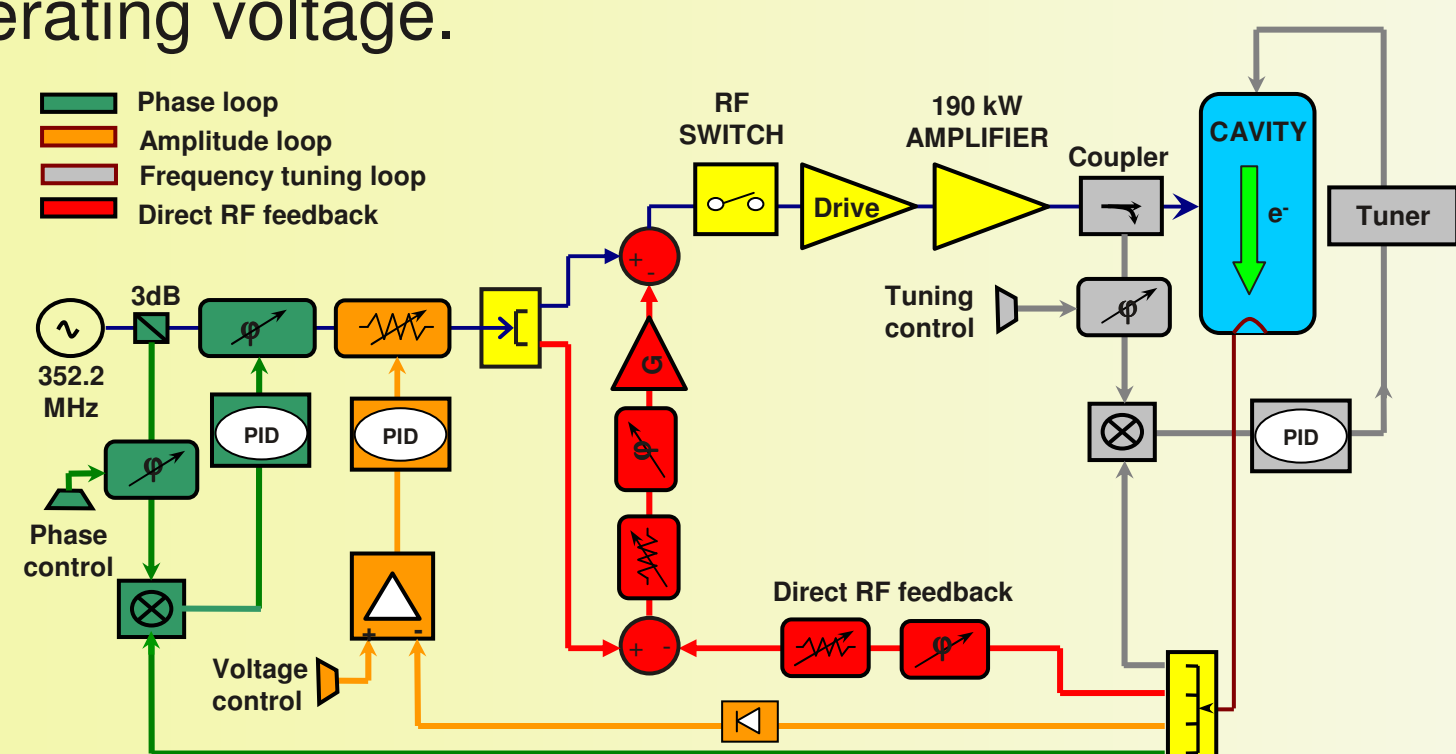 erating voltage.
Phase loop
Amplitude loop
Frequency tuning loop
Direct RF feedback
RF
SWITCH
190 kW
AMPLIFIER
Coupler
CAVITY
Drive
e-
Tuner
3dB
φ
Tuning
control
φ
352.2
MHz
G
PID
PID
φ
PID
φ
Phase
control
Direct RF feedback
+
-
+
-
+
-
φ
Voltage
control